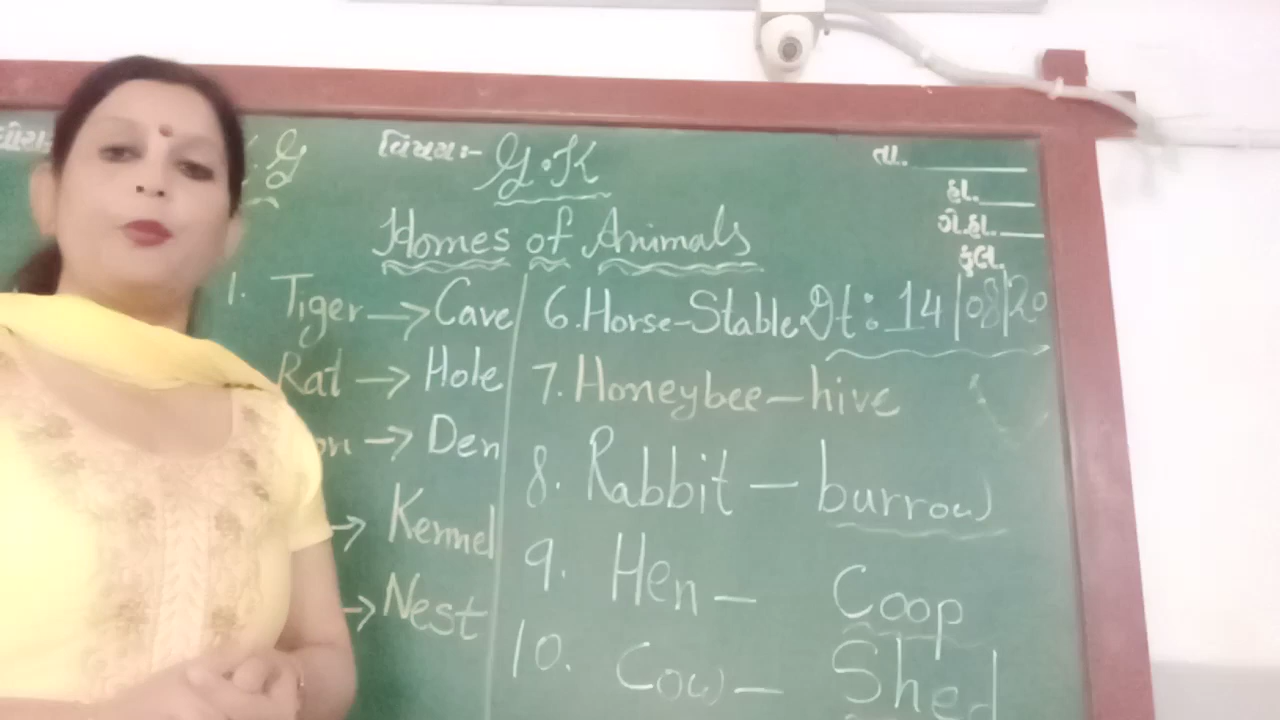 વિષયઃ- G.K તા.
હા.
ગે.હા.
કુલ.
Homes of Animals
1. Tiger → Cave
Rat → Hole
→ Den
→ Kennel
→ Nest
6. Horse - Stable Dt: 14/08/20
7. Honeybee - hive
8. Rabbit - burrow
9. Hen - Coop
10. Cow - Shed